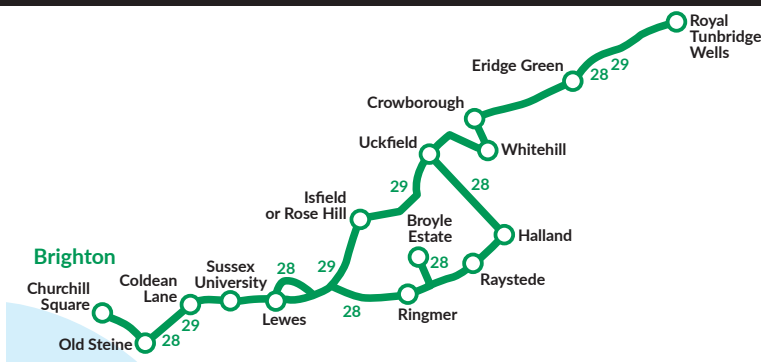 Royal
Tunbridge
Wells
28 29
Eridge Green
Crowborough
Uckfield
Whitehill
29
28
Isfield
or Rose Hill
Broyle
Estate
28
Halland
Raystede
Ringmer
28
29
28
Lewes
Sussex
University
Brighton
Coldean
Lane
Churchill
Square
29
28
Old Steine